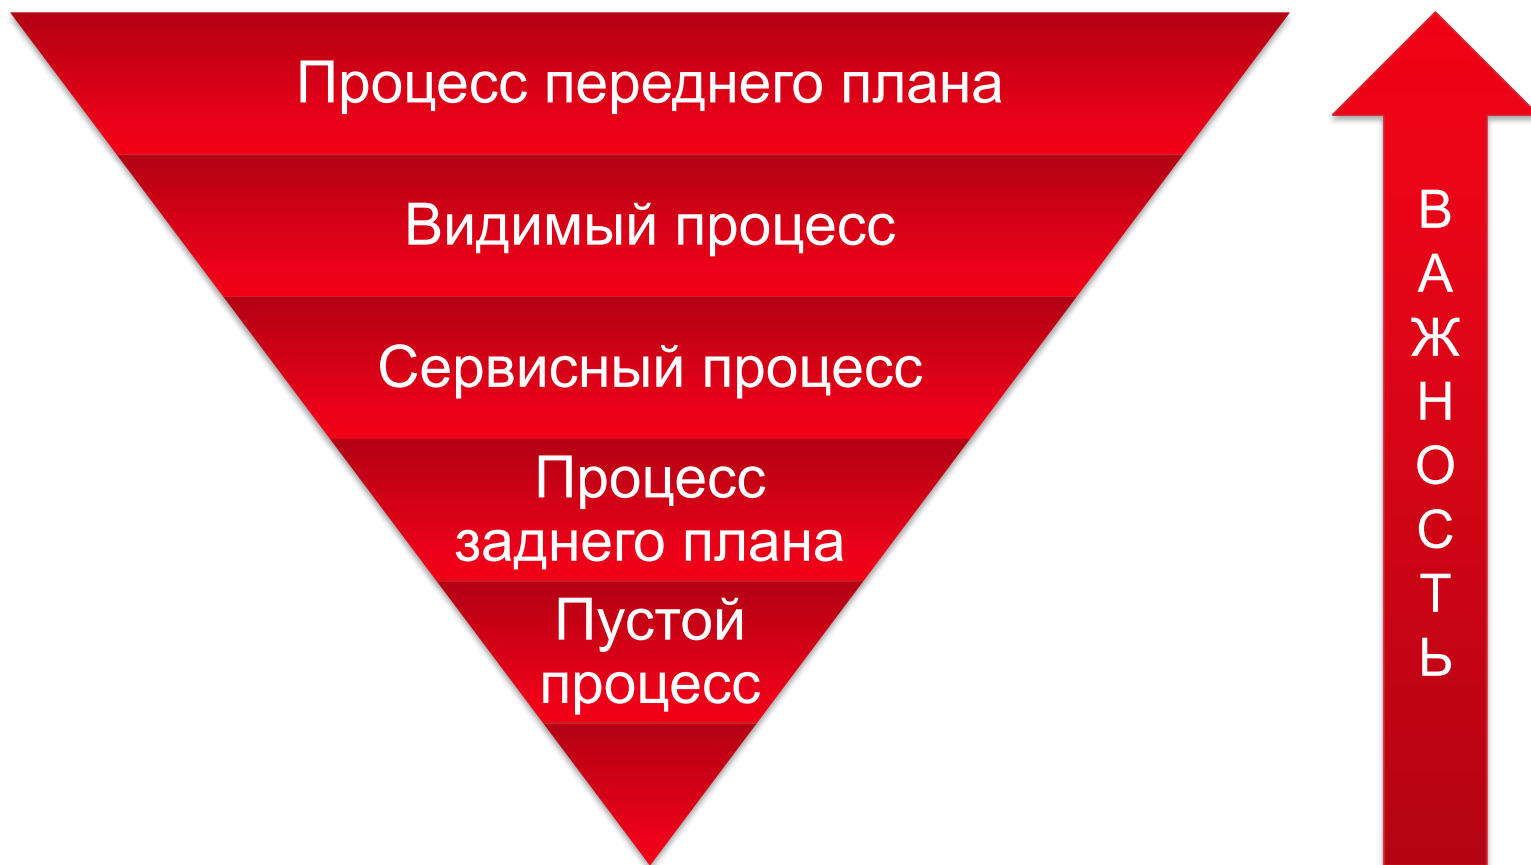 Процесс переднего плана
Видимый процесс
Сервисный процесс
Процесс
заднего плана
Пустой
процесс
В
А
Ж
Н
О
С
Т
Ь